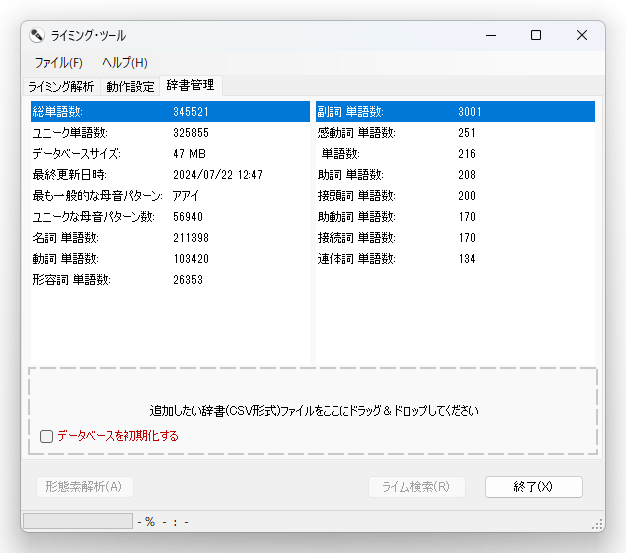 ライミング・ツール
ファイル(F) ヘルプ(H)
ライミング解析 動作設定 辞書管理
総単語数: 345521
ユニーク単語数: 325855
データベースサイズ: 47 MB
最終更新日時: 2024/07/22 12:47
最も一般的な母音パターン: アアイ
ユニークな母音パターン数: 56940
名詞 単語数: 211398
動詞 単語数: 103420
形容詞 単語数: 26353
副詞 単語数: 3001
感動詞 単語数: 251
単語数: 216
助詞 単語数: 208
接頭詞 単語数: 200
助動詞 単語数: 170
接続詞 単語数: 170
連体詞 単語数: 134
追加したい辞書(CSV形式)ファイルをここにドラッグ&ドロップしてください
データベースを初期化する
形態素解析(A) ライム検索(R) 終了(X)
- % - : -